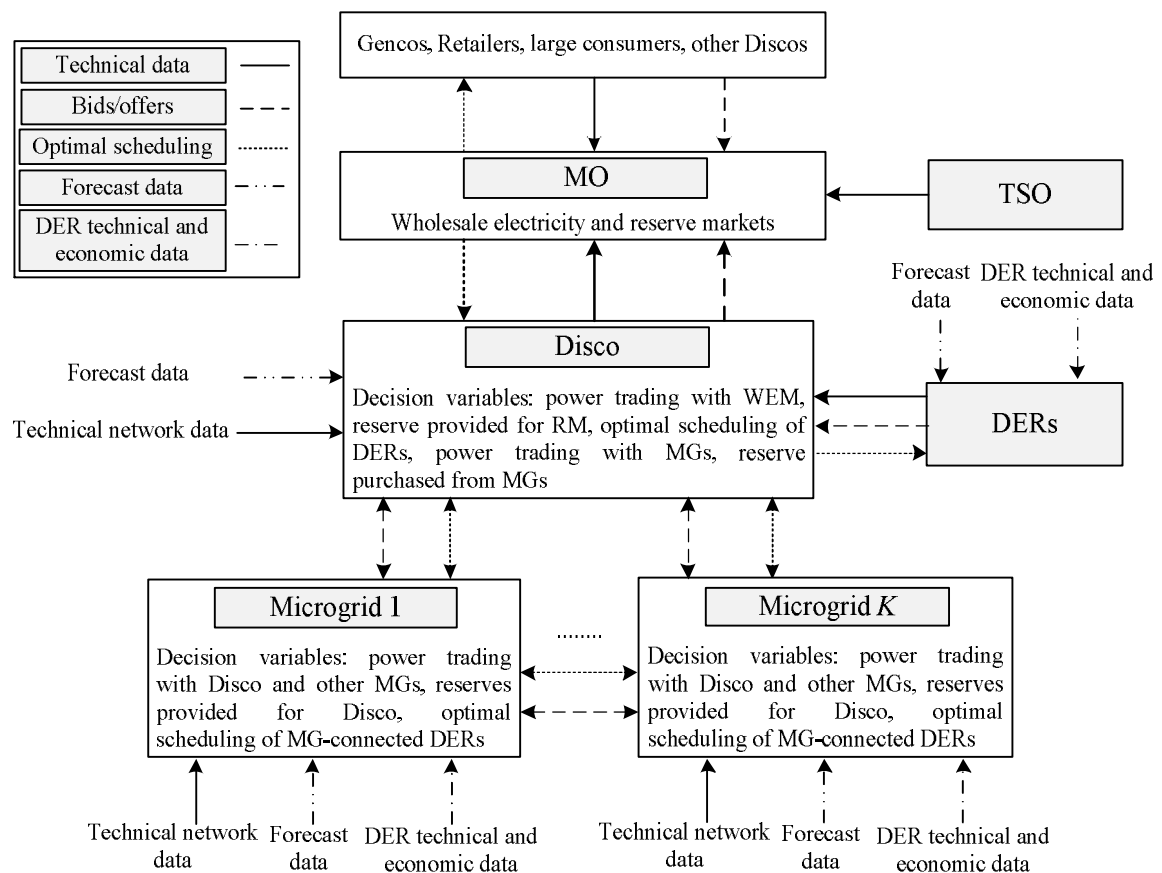 Gencos, Retailers, large consumers, other Discos
Technical data
Bids/offers
Optimal scheduling
Forecast data
DER technical and
economic data
MO
Wholesale electricity and reserve markets
TSO
Forecast
data
DER technical and
economic data
Disco
Decision variables: power trading with WEM,
reserve provided for RM, optimal scheduling of
DERs, power trading with MGs, reserve
purchased from MGs
Forecast data
Technical network data
DERs
Microgrid 1
Decision variables: power trading
with Disco and other MGs, reserves
provided for Disco, optimal
scheduling of MG-connected DERs
........
Microgrid K
Decision variables: power trading
with Disco and other MGs, reserves
provided for Disco, optimal
scheduling of MG-connected DERs
Technical network
data
Forecast
data
DER technical and
economic data
Technical network
data
Forecast
data
DER technical and
economic data